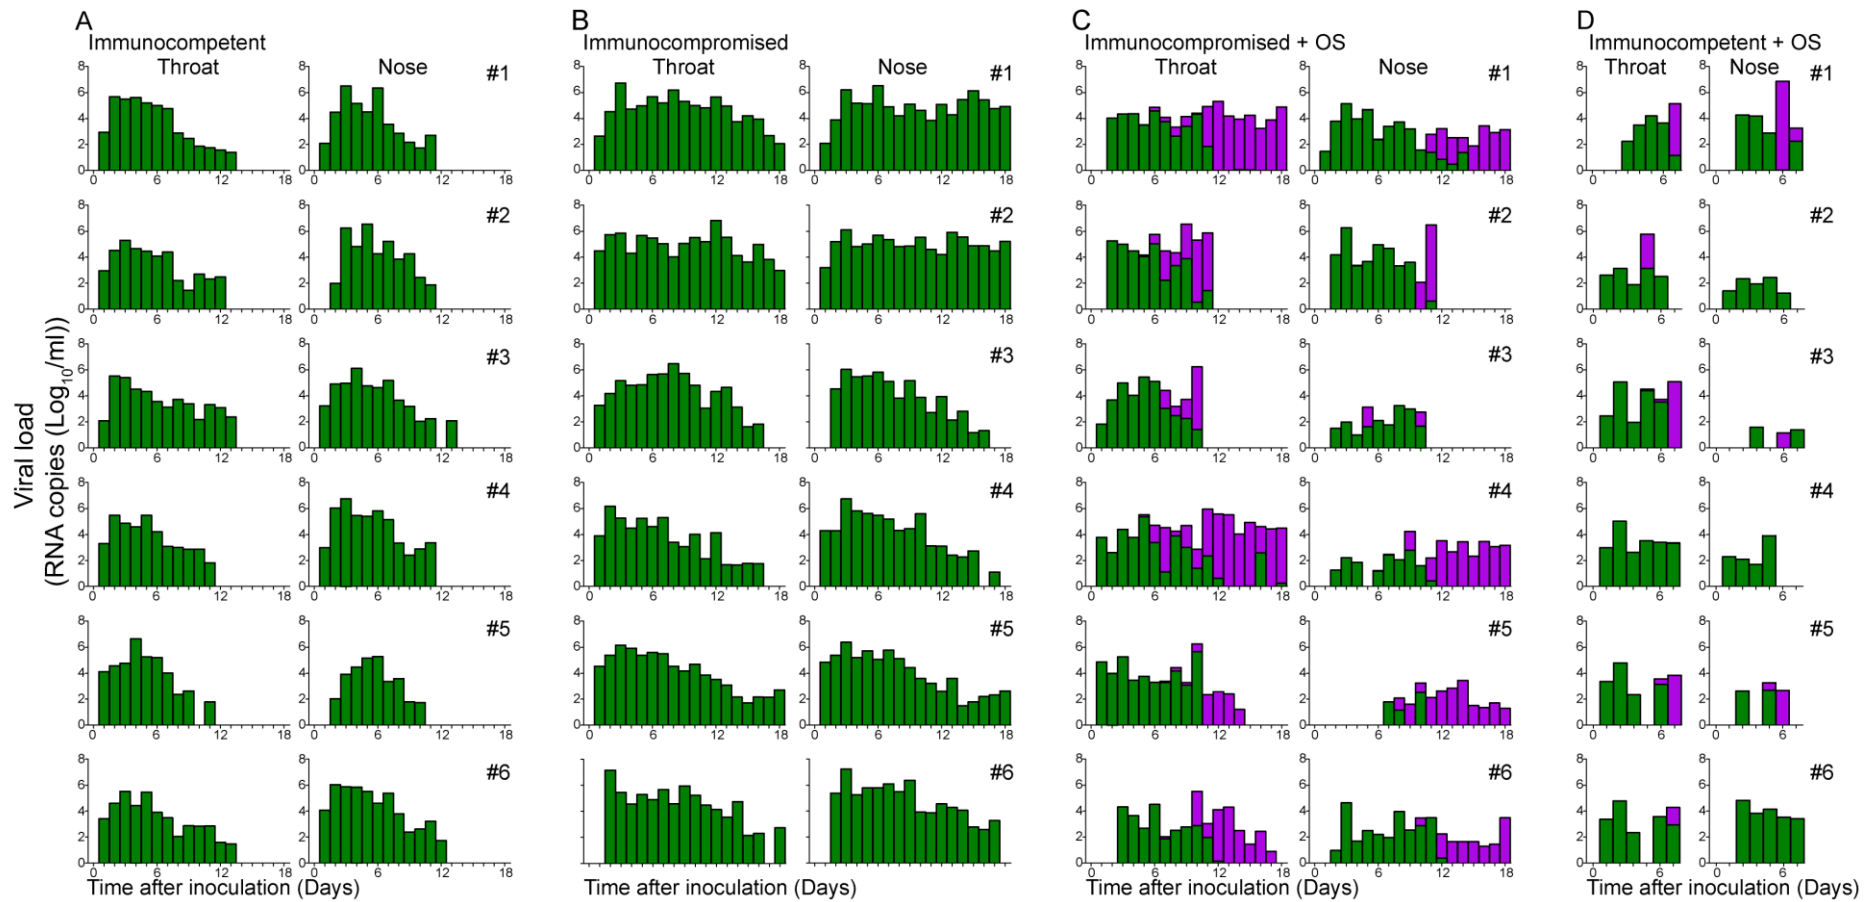 A
Immunocompetent
Throat
Nose
#1
#2
#3
#4
#5
#6
B
Immunocompromised
Throat
Nose
#1
#2
#3
#4
#5
#6
C
Immunocompromised + OS
Throat
Nose
#1
#2
#3
#4
#5
#6
D
Immunocompetent + OS
Throat
Nose
#1
#2
#3
#4
#5
#6
Viral load
(RNA copies (Log10/ml))
8
6
4
2
0
0
6
12
18
Time after inoculation (Days)
Time after inoculation (Days)
Time after inoculation (Days)
Time after inoculation (Days)